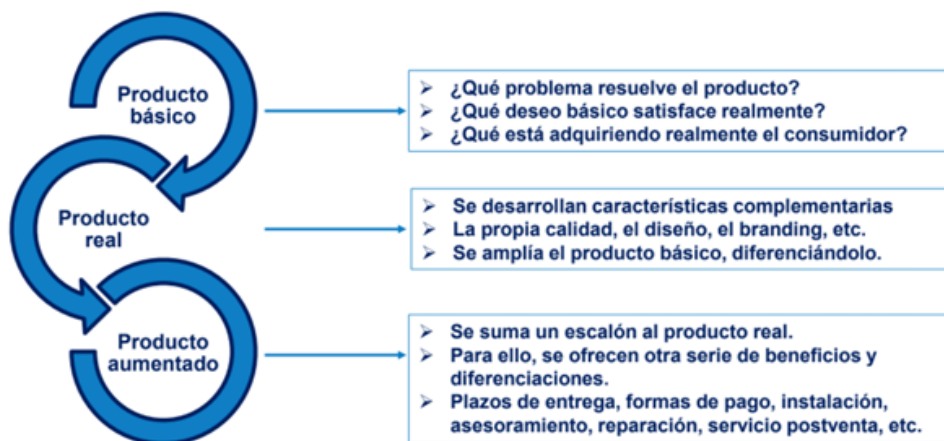 Producto
básico
➢ ¿Qué problema resuelve el producto?
➢ ¿Qué deseo básico satisface realmente?
➢ ¿Qué está adquiriendo realmente el consumidor?
Producto
real
➢ Se desarrollan características complementarias
➢ La propia calidad, el diseño, el branding, etc.
➢ Se amplía el producto básico, diferenciándolo.
Producto
aumentado
➢ Se suma un escalón al producto real.
➢ Para ello, se ofrecen otra serie de beneficios y
diferenciaciones.
➢ Plazos de entrega, formas de pago, instalación,
asesoramiento, reparación, servicio postventa, etc.